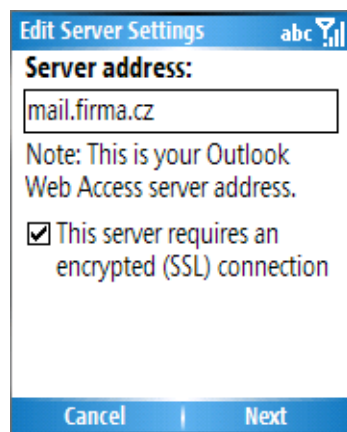 Edit Server Settings abc
Server address:
mail.firma.cz
Note: This is your Outlook
Web Access server address.
This server requires an
encrypted (SSL) connection
Cancel Next